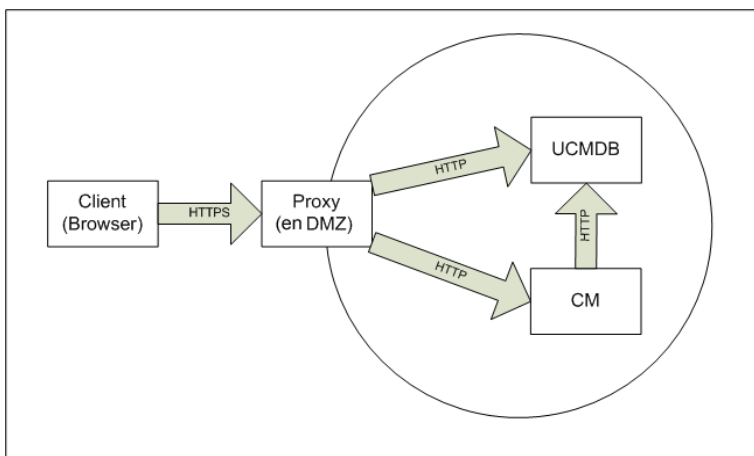 Client
(Browser)
HTTPS
Proxy
(en DMZ)
HTTP
UCMDB
HTTP
HTTP
CM